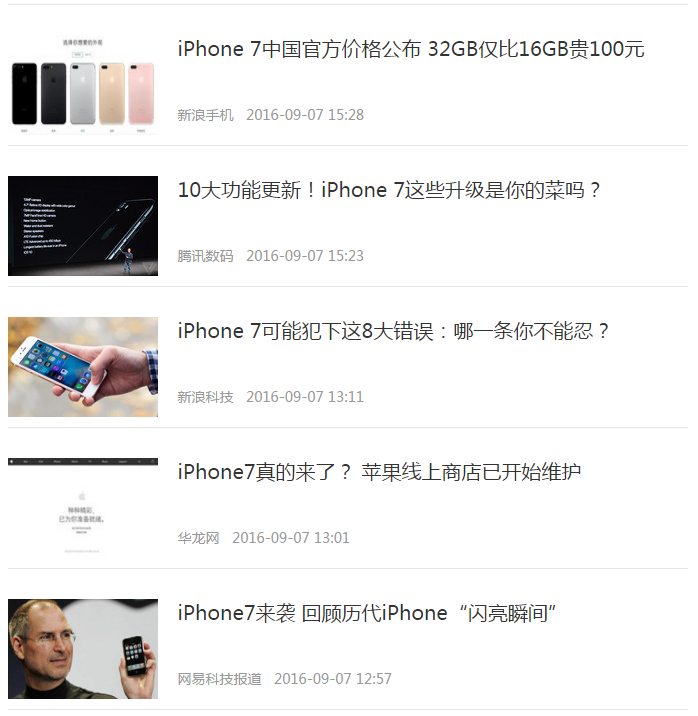 选择你想要的外观
iPhone 7中国官方价格公布 32GB仅比16GB贵100元
新浪手机 2016-09-07 15:28
10大功能更新！iPhone 7这些升级是你的菜吗？
腾讯数码 2016-09-07 15:23
iPhone 7可能犯下这8大错误：哪一条你不能忍？
新浪科技 2016-09-07 13:11
iPhone7真的来了？ 苹果线上商店已开始维护
华龙网 2016-09-07 13:01
iPhone7来袭 回顾历代iPhone“闪亮瞬间”
网易科技报道 2016-09-07 12:57